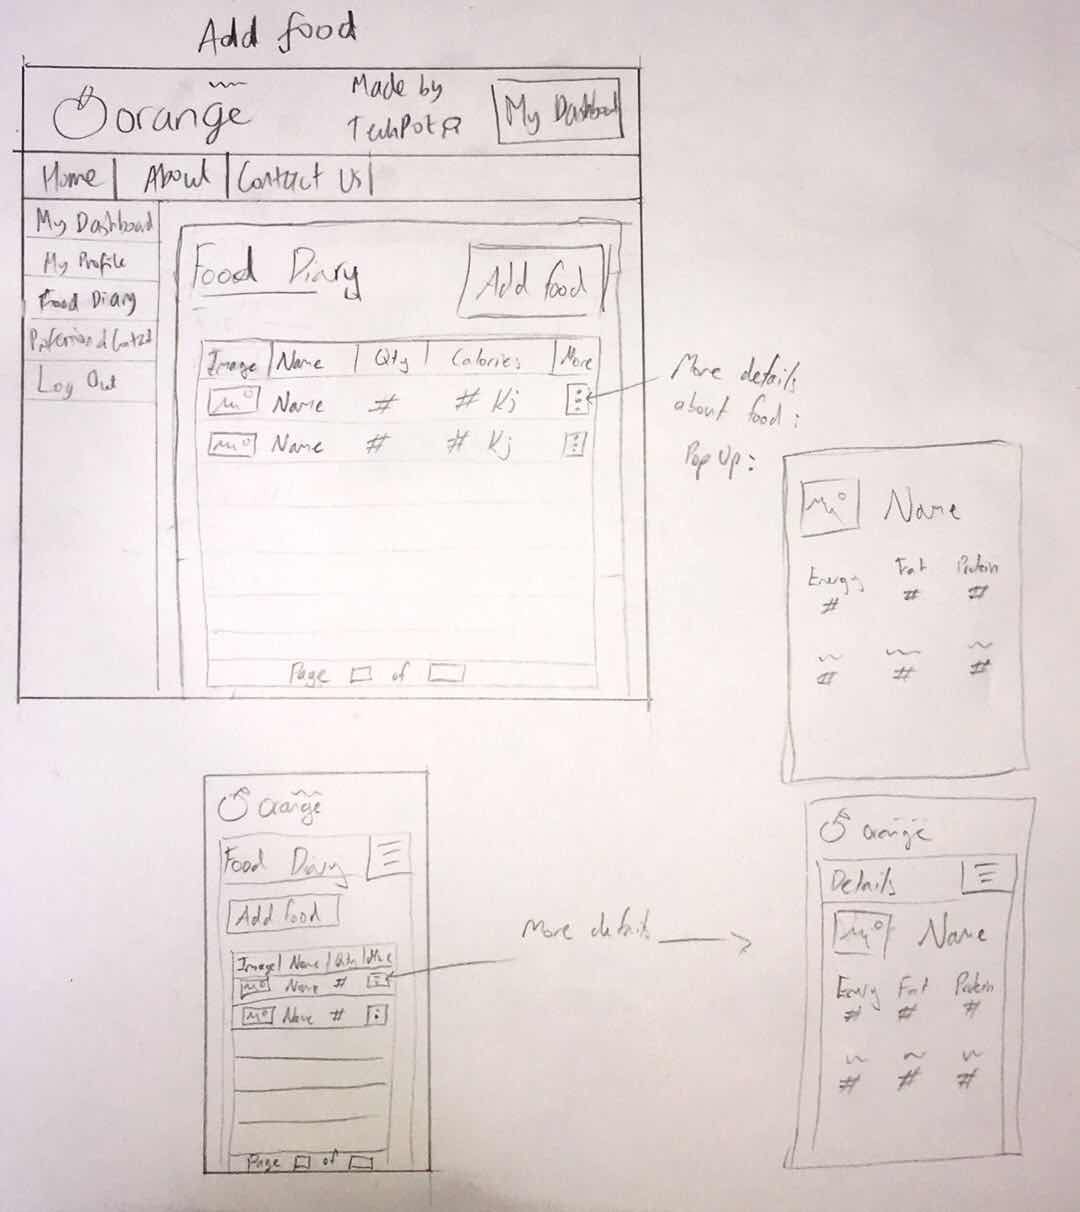 Add food
orange
Made by
TechPot
My Dashboard
Home | About | Contact Us |
My Dashboard
My Profile
Food Diary
Log Out
Food Diary
Add food
Image | Name | Qty | Calories | More
Name # # Kj
Name # # Kj
Page of
More details
about food :
Pop Up :
Name
Energy Fat Protein
# # #
# # #
orange
Food Diary
Add food
Image | Name | Qty | More
Name #
Name #
Page of
More details
orange
Details
Name
Energy Fat Protein
# # #
# # #